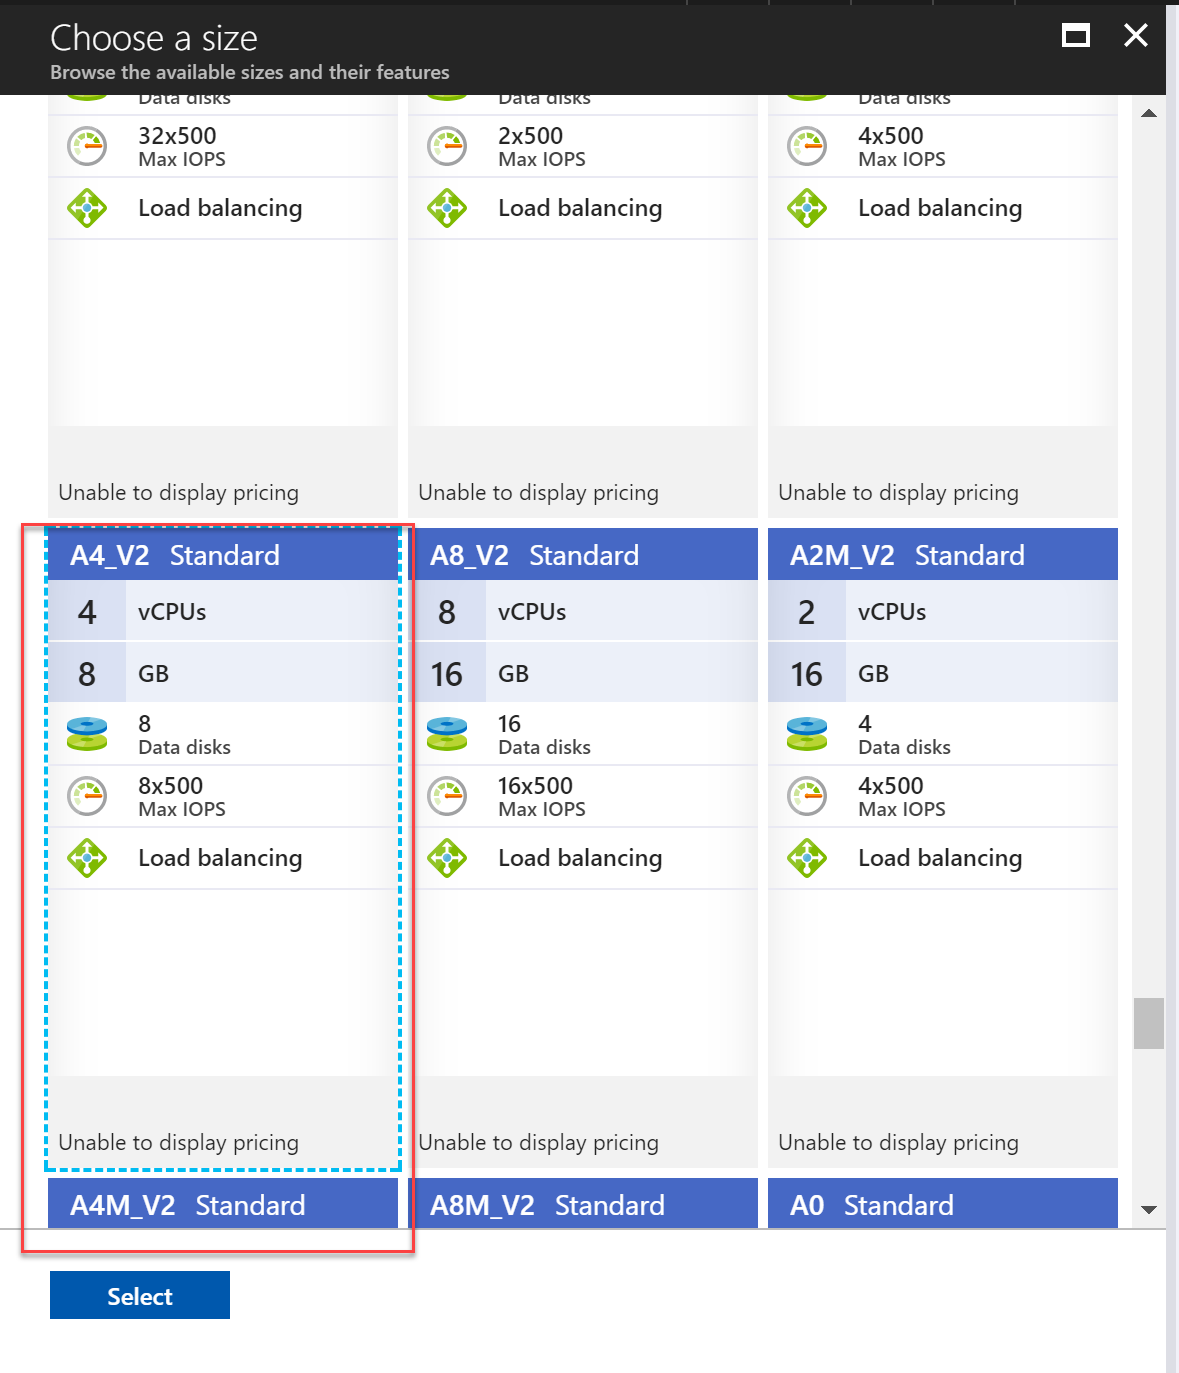 Choose a size
Browse the available sizes and their features
Data disks
Data disks
Data disks
32x500
Max IOPS
2x500
Max IOPS
4x500
Max IOPS
Load balancing
Load balancing
Load balancing
Unable to display pricing
Unable to display pricing
Unable to display pricing
A4_V2 Standard
4 vCPUs
8 GB
8
Data disks
8x500
Max IOPS
Load balancing
Unable to display pricing
A8_V2 Standard
8 vCPUs
16 GB
16
Data disks
16x500
Max IOPS
Load balancing
Unable to display pricing
A2M_V2 Standard
2 vCPUs
16 GB
4
Data disks
4x500
Max IOPS
Load balancing
Unable to display pricing
A4M_V2 Standard
A8M_V2 Standard
A0 Standard
Select